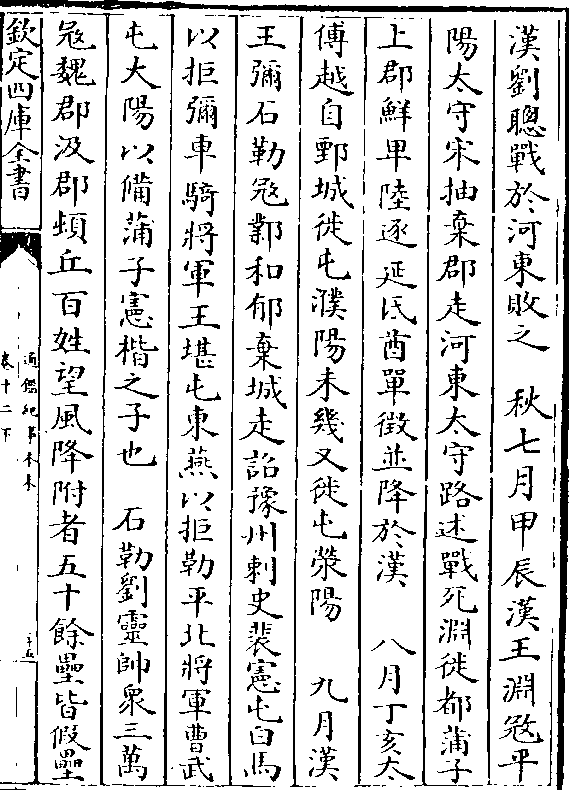 漢劉聰戰於河東敗之　秋七月甲辰漢王淵宼平
陽太守宋抽棄郡走河東太守路述戰死淵徙都蒲子
上郡鮮卑陸逐延氐酋單徴並降於漢　八月丁亥太
傅越自鄄城徙屯濮陽未幾又徙屯滎陽　九月漢
王彌石勒宼鄴和郁棄城走詔豫州刺史裴憲屯白馬
以拒彌車騎將軍王堪屯東燕以拒勒平北將軍曹武
屯大陽以備蒲子憲楷之子也　石勒劉靈帥衆三萬
宼魏郡汲郡頓丘百姓望風降附者五十餘壘皆假壘
欽定四庫全書
通鑑紀事本末
卷十二下